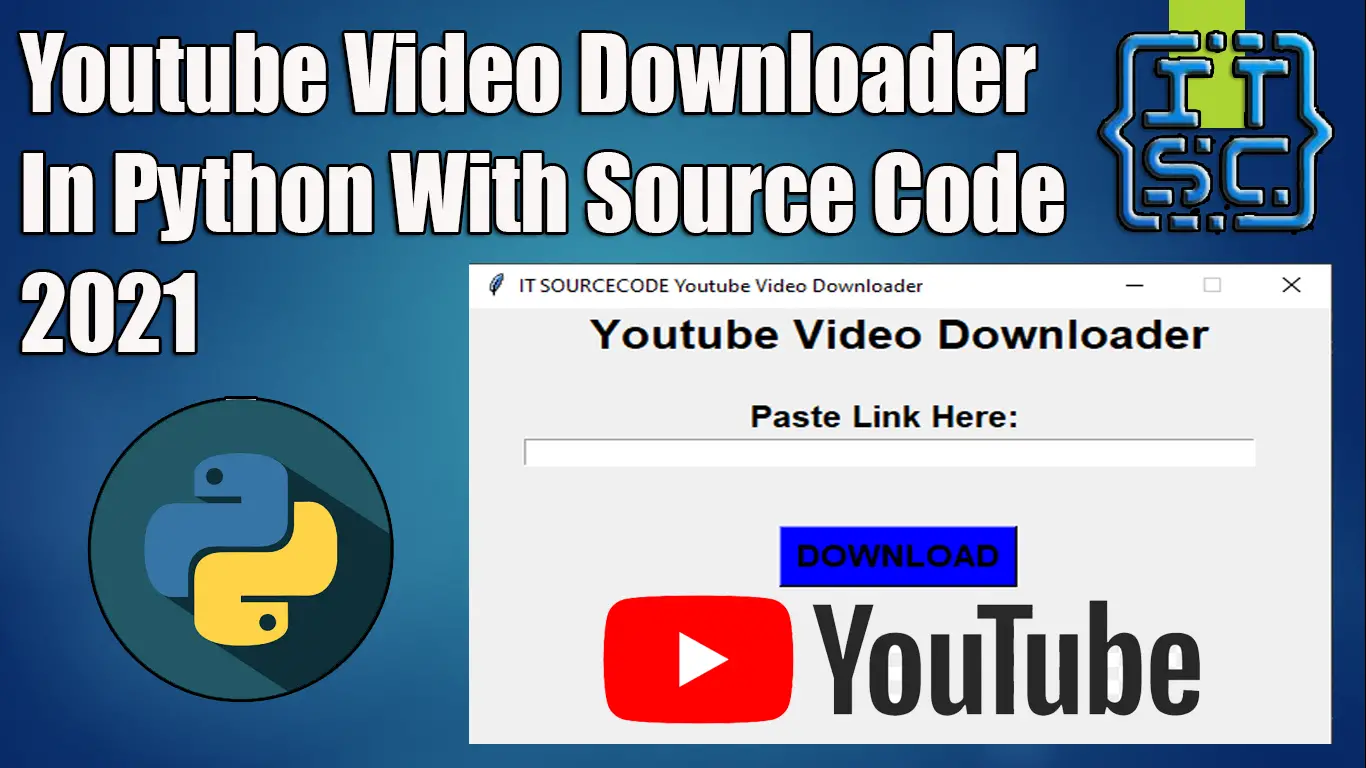 Youtube Video Downloader
In Python With Source Code
2021
IT
SC
IT SOURCECODE Youtube Video Downloader
Youtube Video Downloader
Paste Link Here:
DOWNLOAD
YouTube